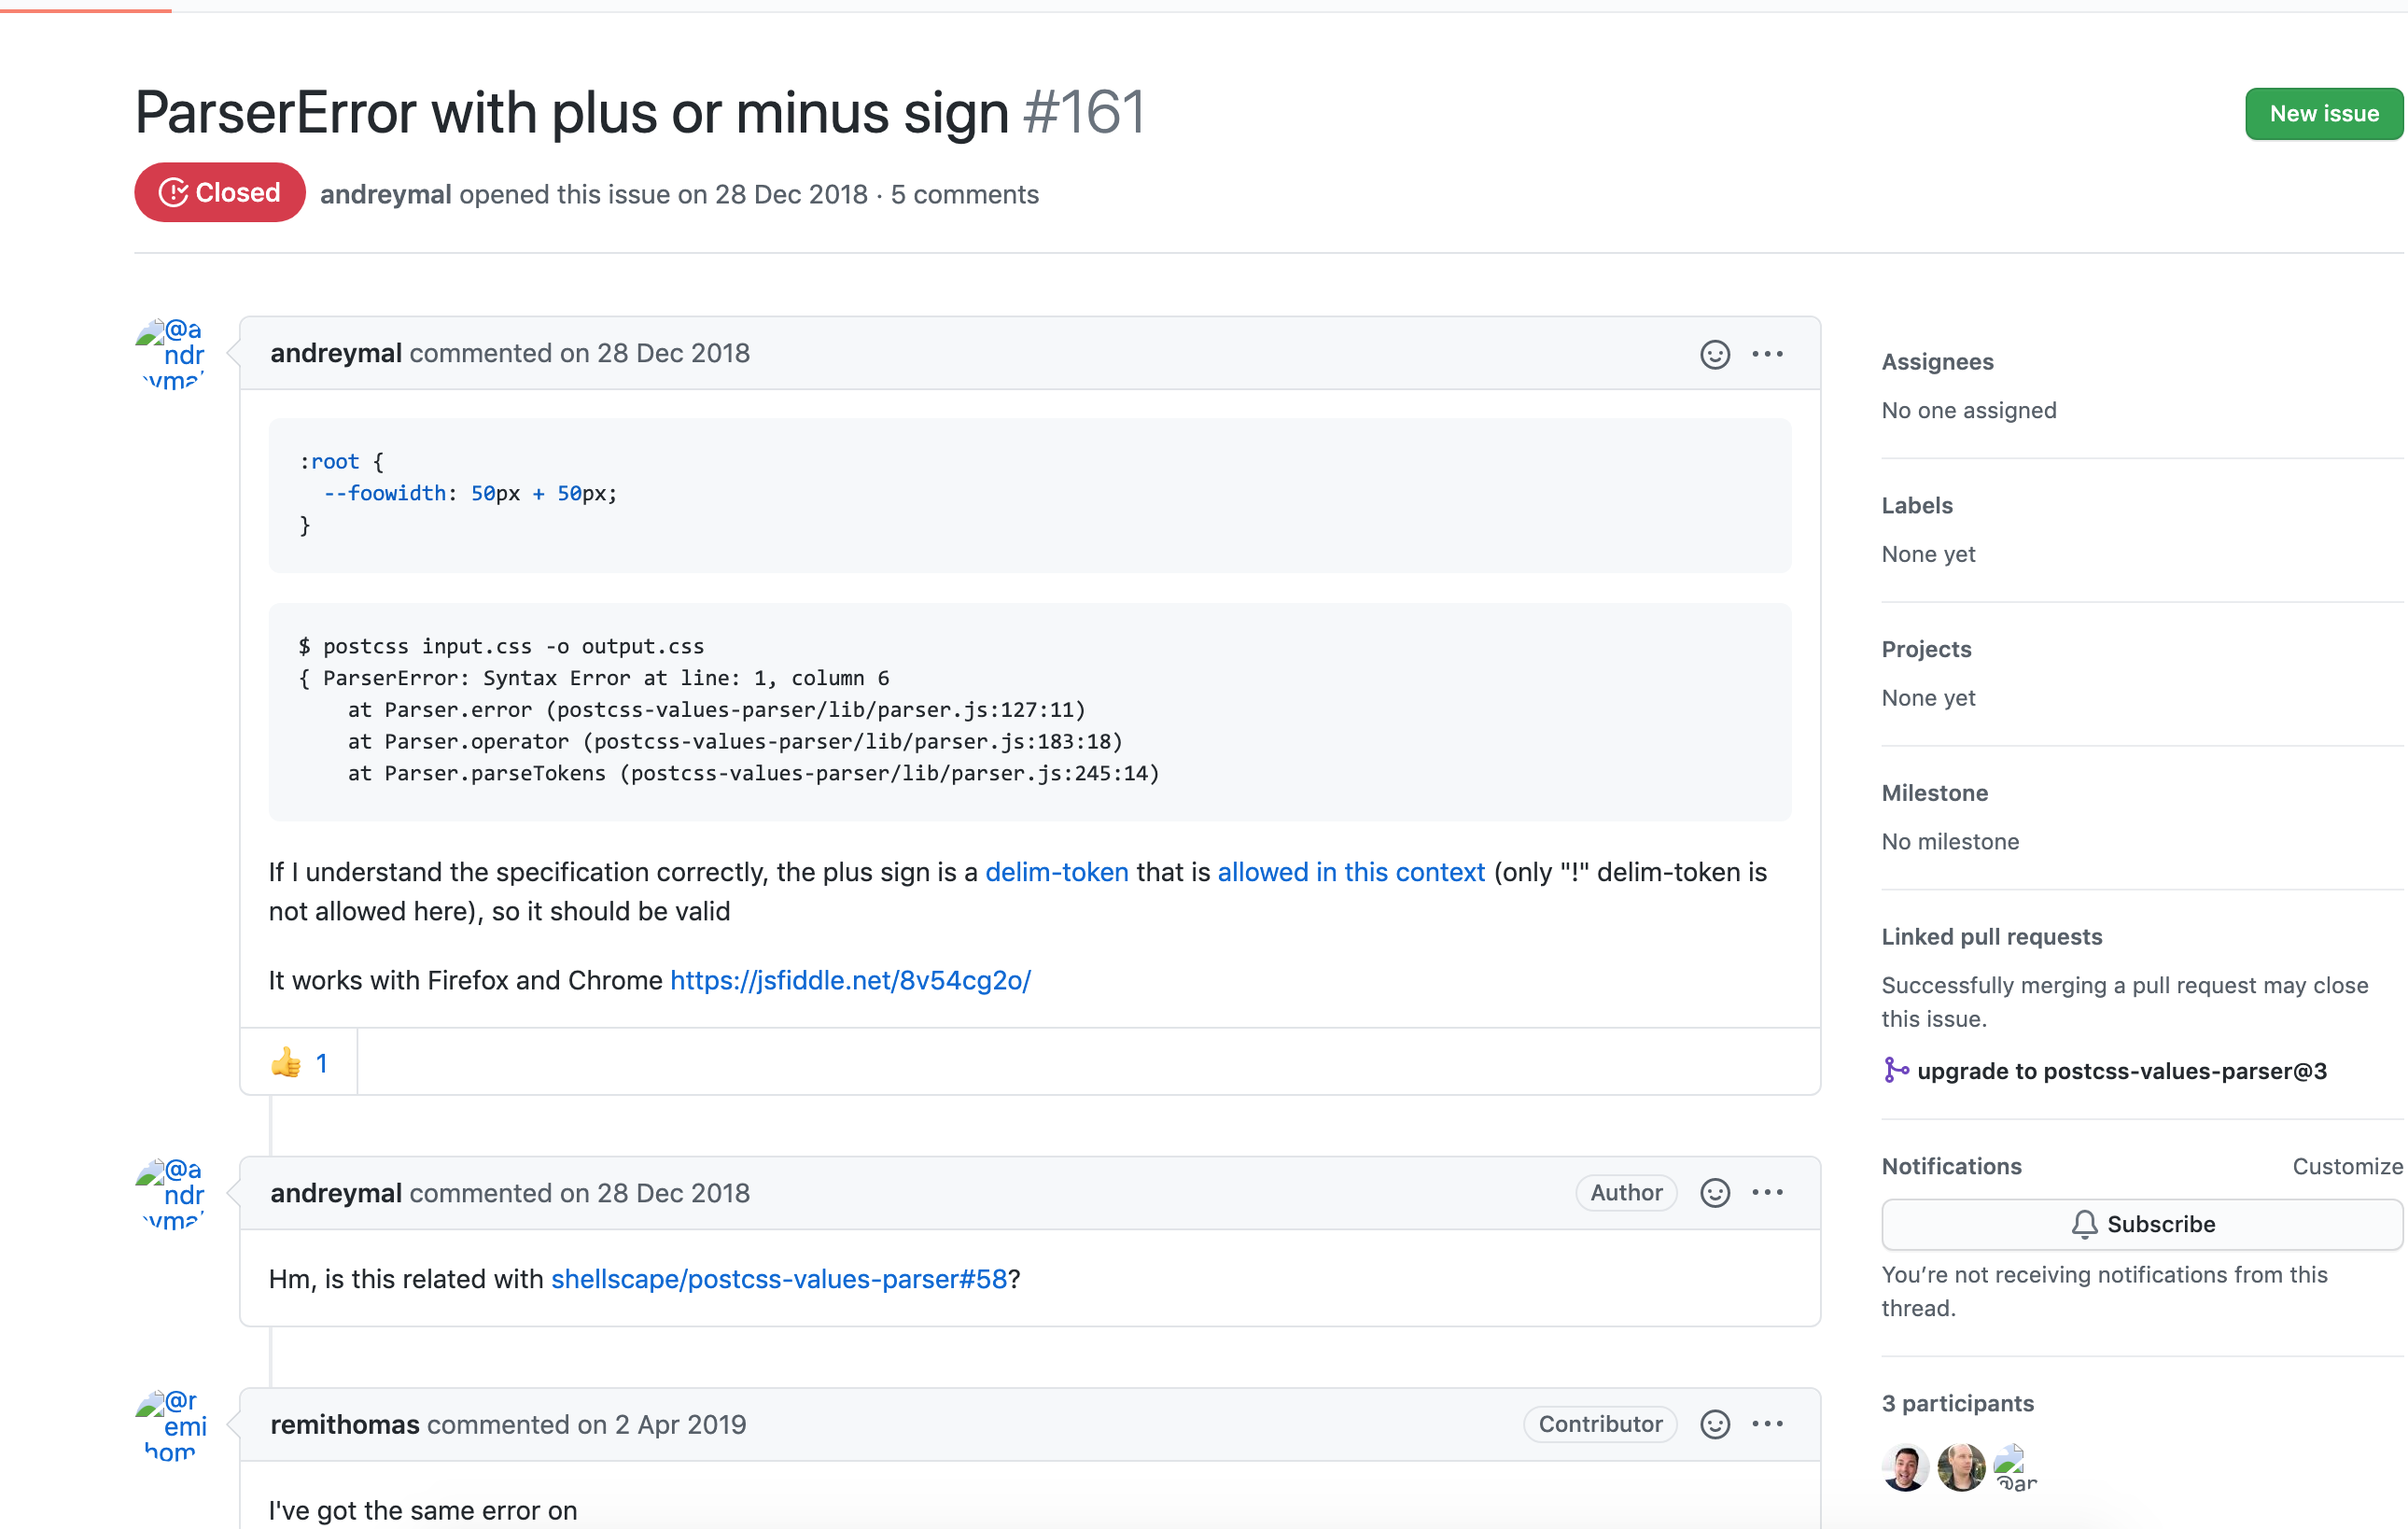 ParserError with plus or minus sign #161
New issue
Closed
andreymal opened this issue on 28 Dec 2018 · 5 comments
@a
ndr
andreymal commented on 28 Dec 2018
:root {
--foowidth: 50px + 50px;
}
$ postcss input.css -o output.css
{ ParserError: Syntax Error at line: 1, column 6
at Parser.error (postcss-values-parser/lib/parser.js:127:11)
at Parser.operator (postcss-values-parser/lib/parser.js:183:18)
at Parser.parseTokens (postcss-values-parser/lib/parser.js:245:14)
If I understand the specification correctly, the plus sign is a delim-token that is allowed in this context (only "!" delim-token is
not allowed here), so it should be valid
It works with Firefox and Chrome https://jsfiddle.net/8v54cg2o/
👍 1
@a
ndr
andreymal commented on 28 Dec 2018
Author
Hm, is this related with shellscape/postcss-values-parser#58?
@r
emi
remithomas commented on 2 Apr 2019
Contributor
I've got the same error on
Assignees
No one assigned
Labels
None yet
Projects
None yet
Milestone
No milestone
Linked pull requests
Successfully merging a pull request may close
this issue.
upgrade to postcss-values-parser@3
Notifications
Customize
Subscribe
You’re not receiving notifications from this
thread.
3 participants
@ar